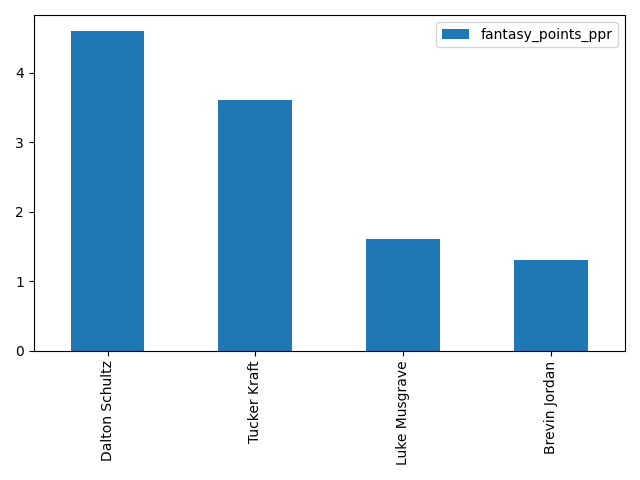 fantasy_points_ppr
4
3
2
1
0
Dalton Schultz
Tucker Kraft
Luke Musgrave
Brevin Jordan